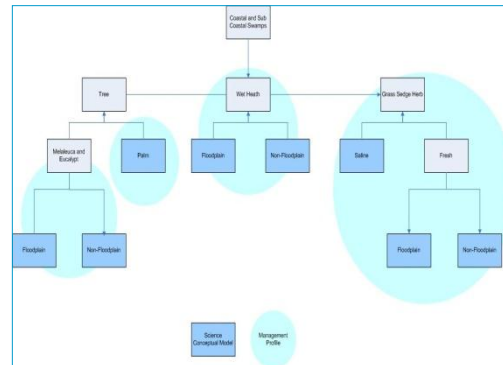 Coastal and Sub
Coastal Swamps
Tree
Wet Heath
Grass Sedge Herb
Melaleuca and
Eucalypt
Palm
Floodplain
Non-Floodplain
Saline
Fresh
Floodplain
Non-Floodplain
Floodplain
Non-Floodplain
Science
Conceptual Model
Management
Profile